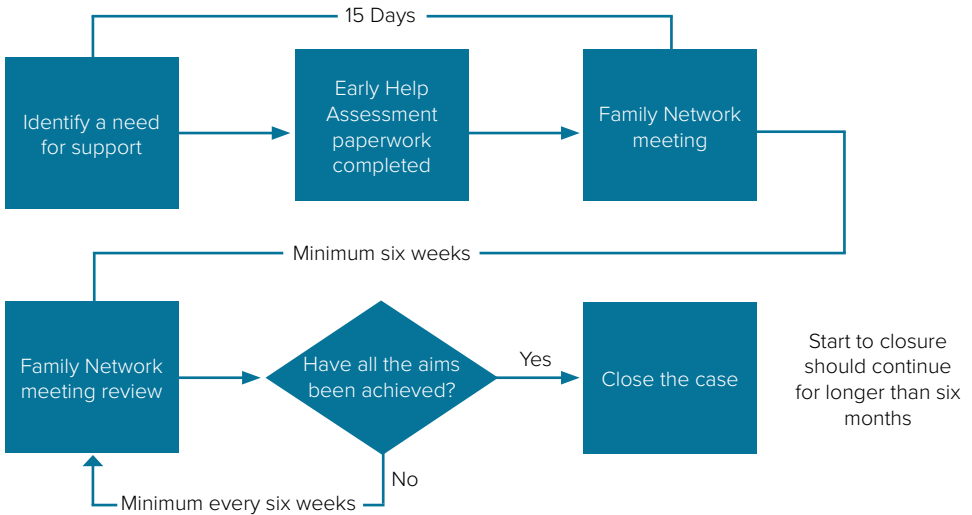 15 Days
Identify a need
for support
Early Help
Assessment
paperwork
completed
Family Network
meeting
Minimum six weeks
Family Network
meeting review
Have all the aims
been achieved?
Yes
Close the case
Start to closure
should continue
for longer than six
months
No
Minimum every six weeks